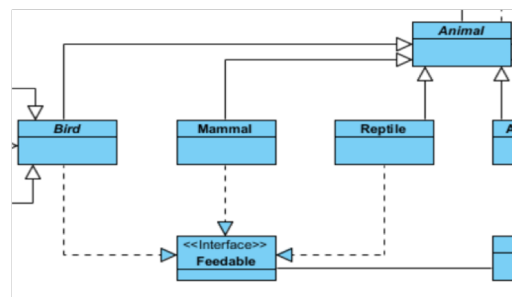 Animal
Bird
Mammal
Reptile
A
<<Interface>>
Feedable